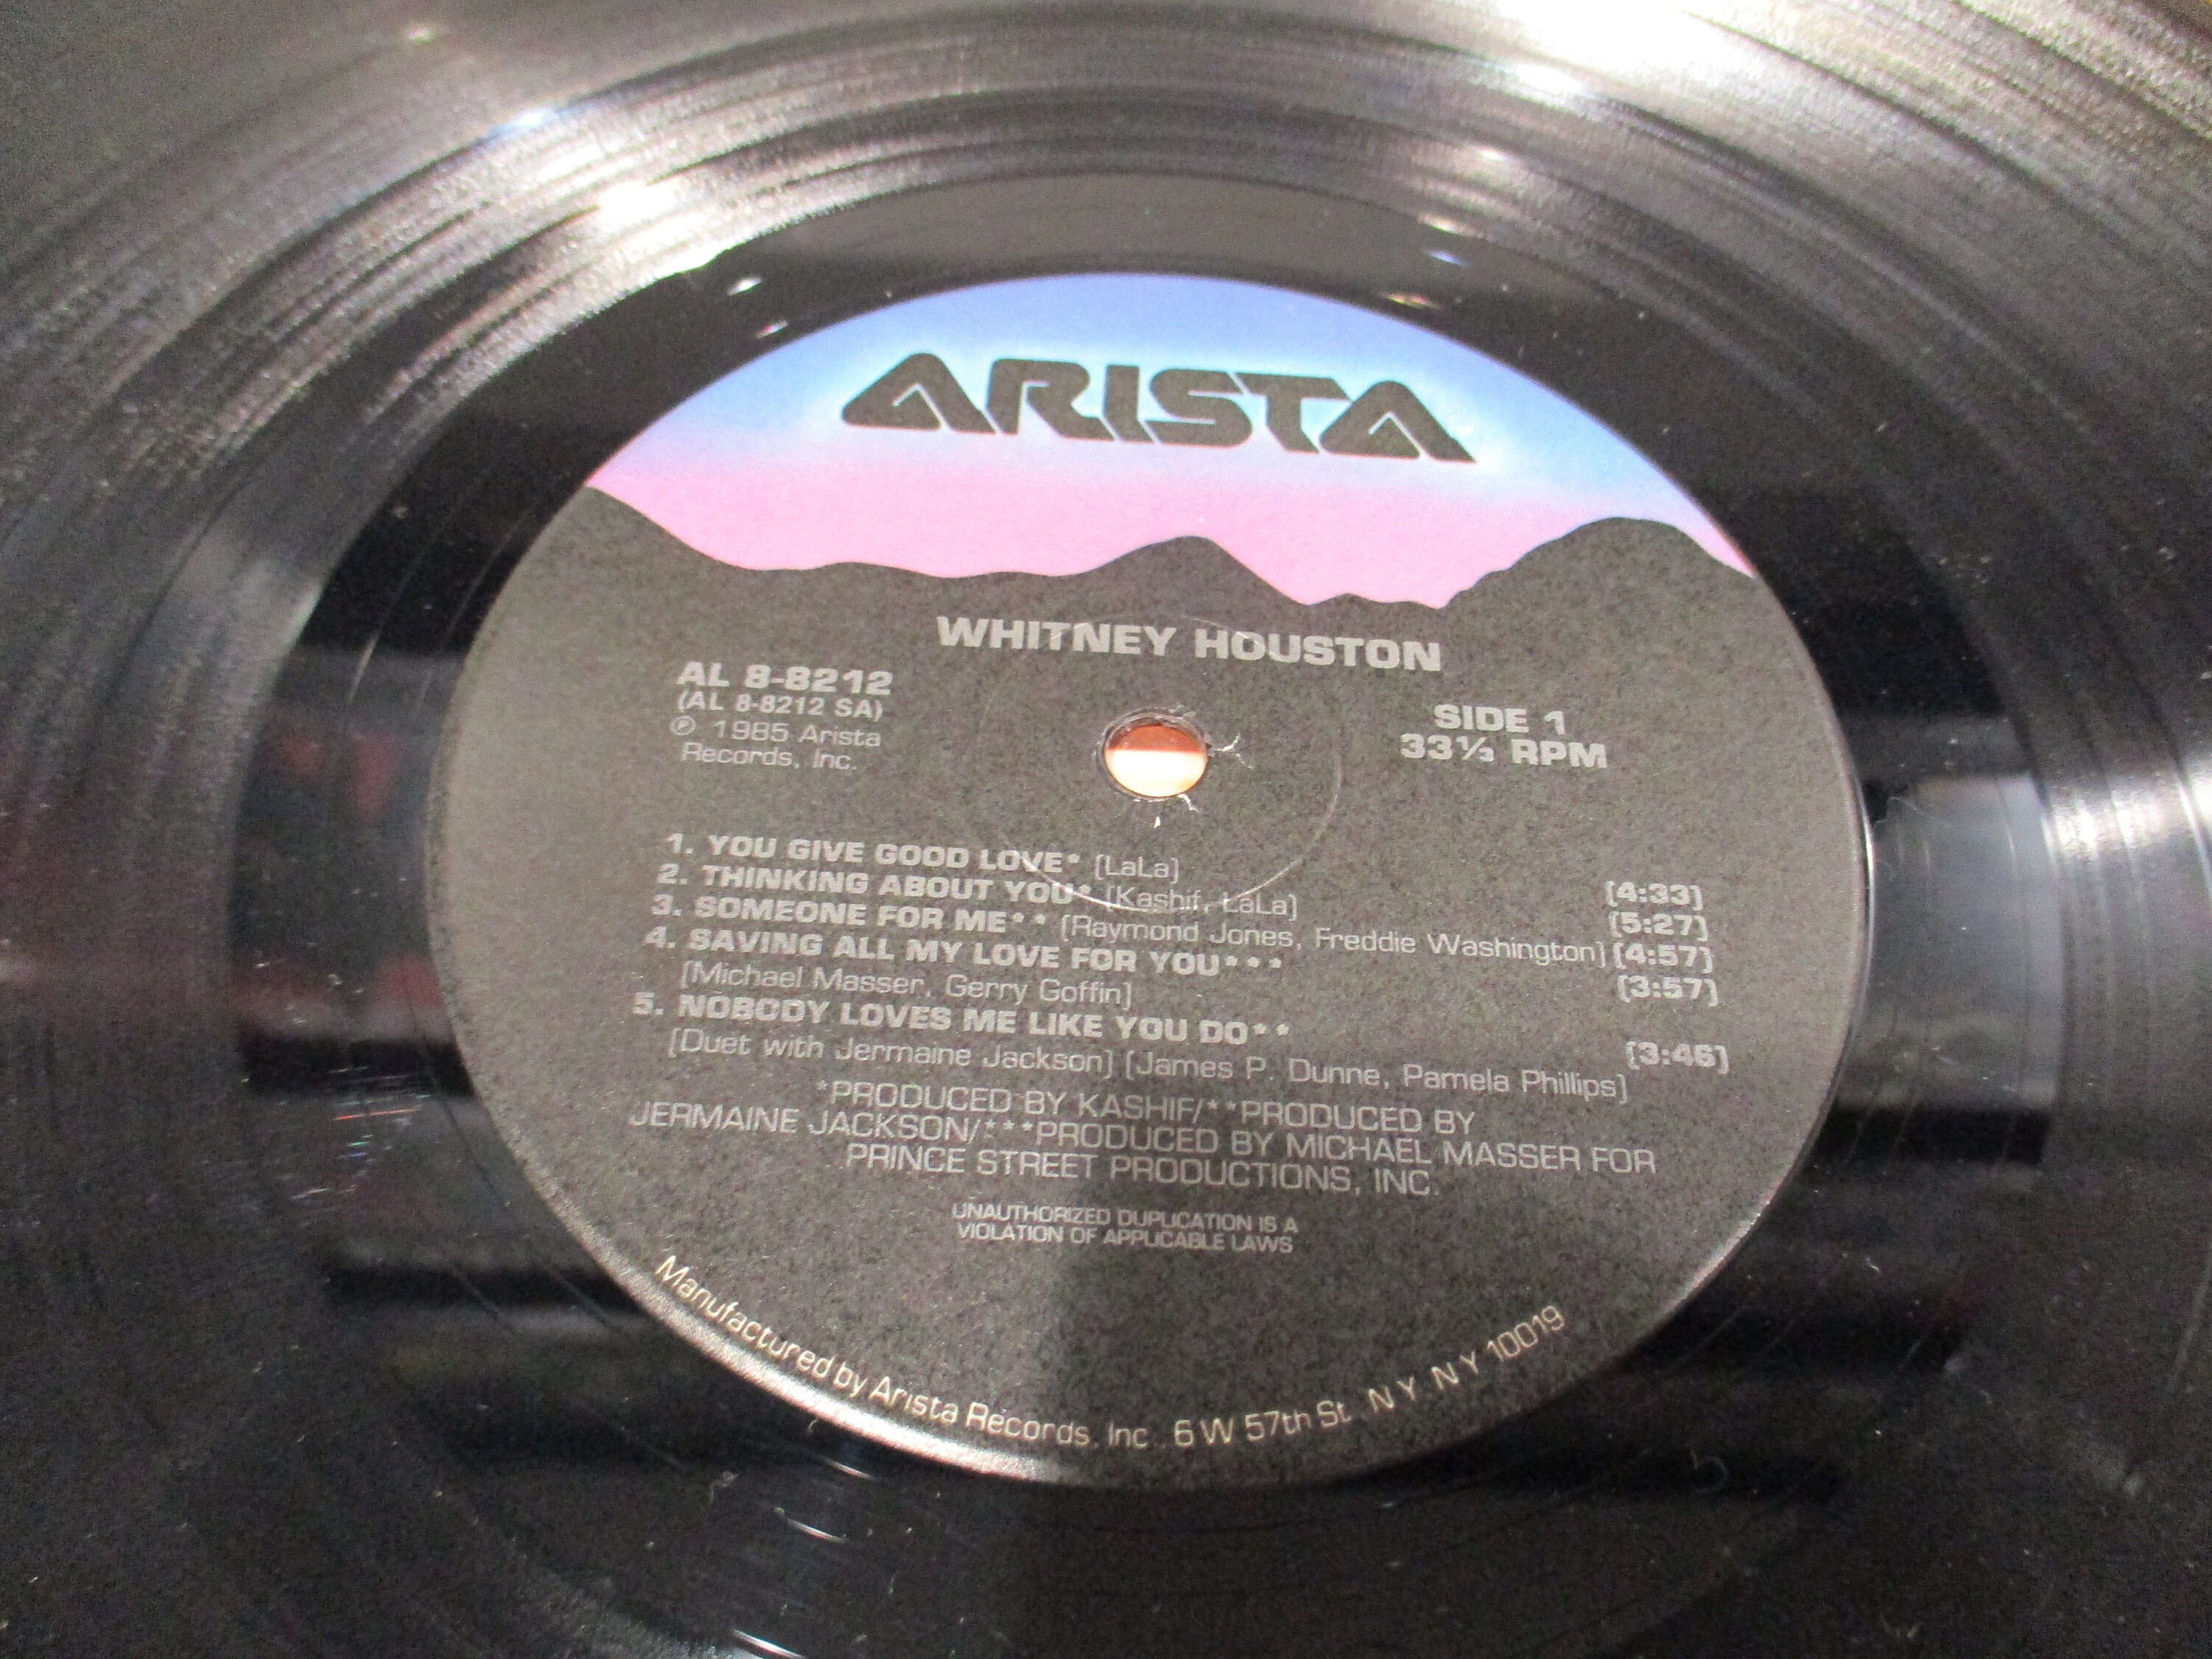 ARISTA
WHITNEY HOUSTON
AL 8-8212
(AL 8-8212 SA)
℗ 1985 Arista
Records, Inc.
SIDE 1
33⅓ RPM
1. YOU GIVE GOOD LOVE* (LaLa) (4:33)
2. THINKING ABOUT YOU* (Kashif, LaLa) (5:27)
3. SOMEONE FOR ME** (Raymond Jones, Freddie Washington) (4:57)
4. SAVING ALL MY LOVE FOR YOU*** (3:57)
(Michael Masser, Gerry Goffin)
5. NOBODY LOVES ME LIKE YOU DO** (3:46)
(Duet with Jermaine Jackson) (James P. Dunne, Pamela Phillips)
*PRODUCED BY KASHIF/**PRODUCED BY
JERMAINE JACKSON/***PRODUCED BY MICHAEL MASSER FOR
PRINCE STREET PRODUCTIONS, INC.
UNAUTHORIZED DUPLICATION IS A
VIOLATION OF APPLICABLE LAWS
Manufactured by Arista Records, Inc. 6 W 57th St N Y N Y 10019